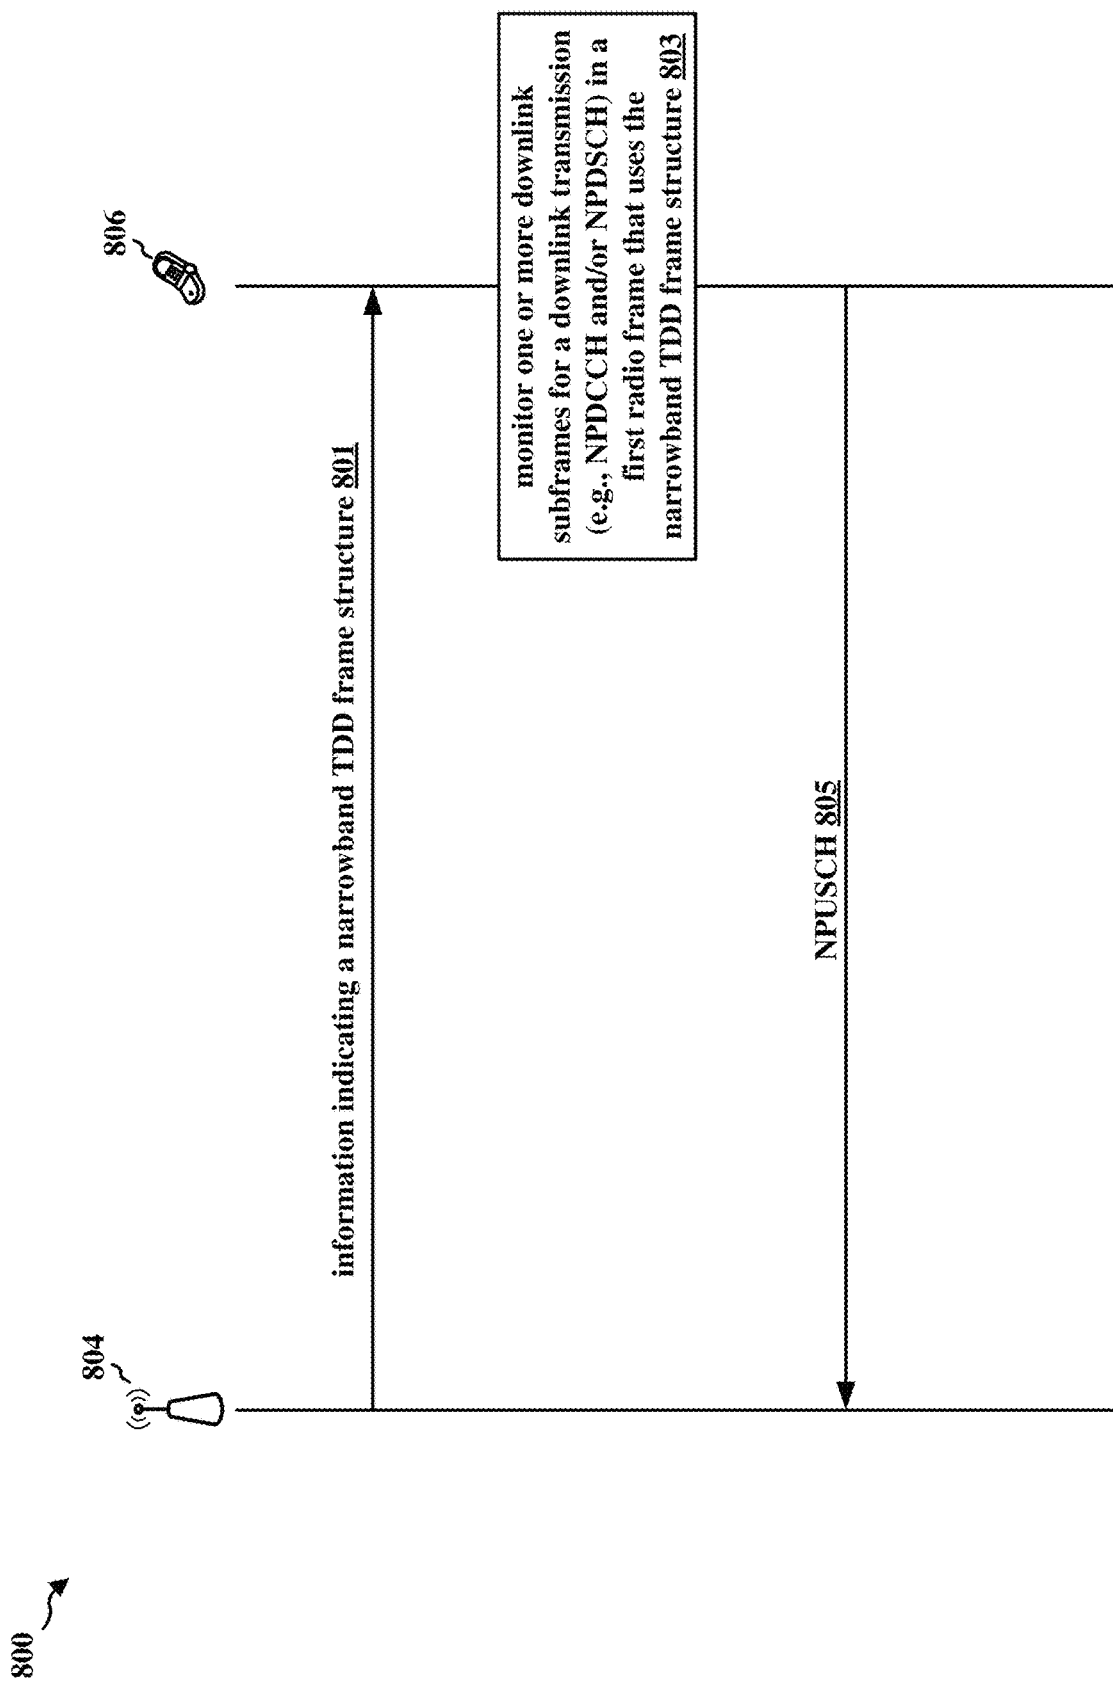 800
804
806
information indicating a narrowband TDD frame structure 801
monitor one or more downlink
subframes for a downlink transmission
(e.g., NPDCCH and/or NPDSCH) in a
first radio frame that uses the
narrowband TDD frame structure 803
NPUSCH 805